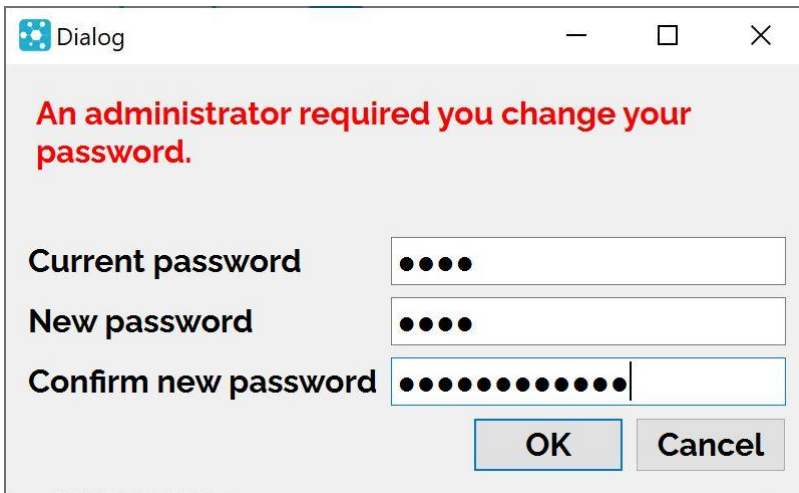 Dialog
An administrator required you change your
password.
Current password ●●●●
New password ●●●●
Confirm new password ●●●●●●●●●●●●
OK Cancel